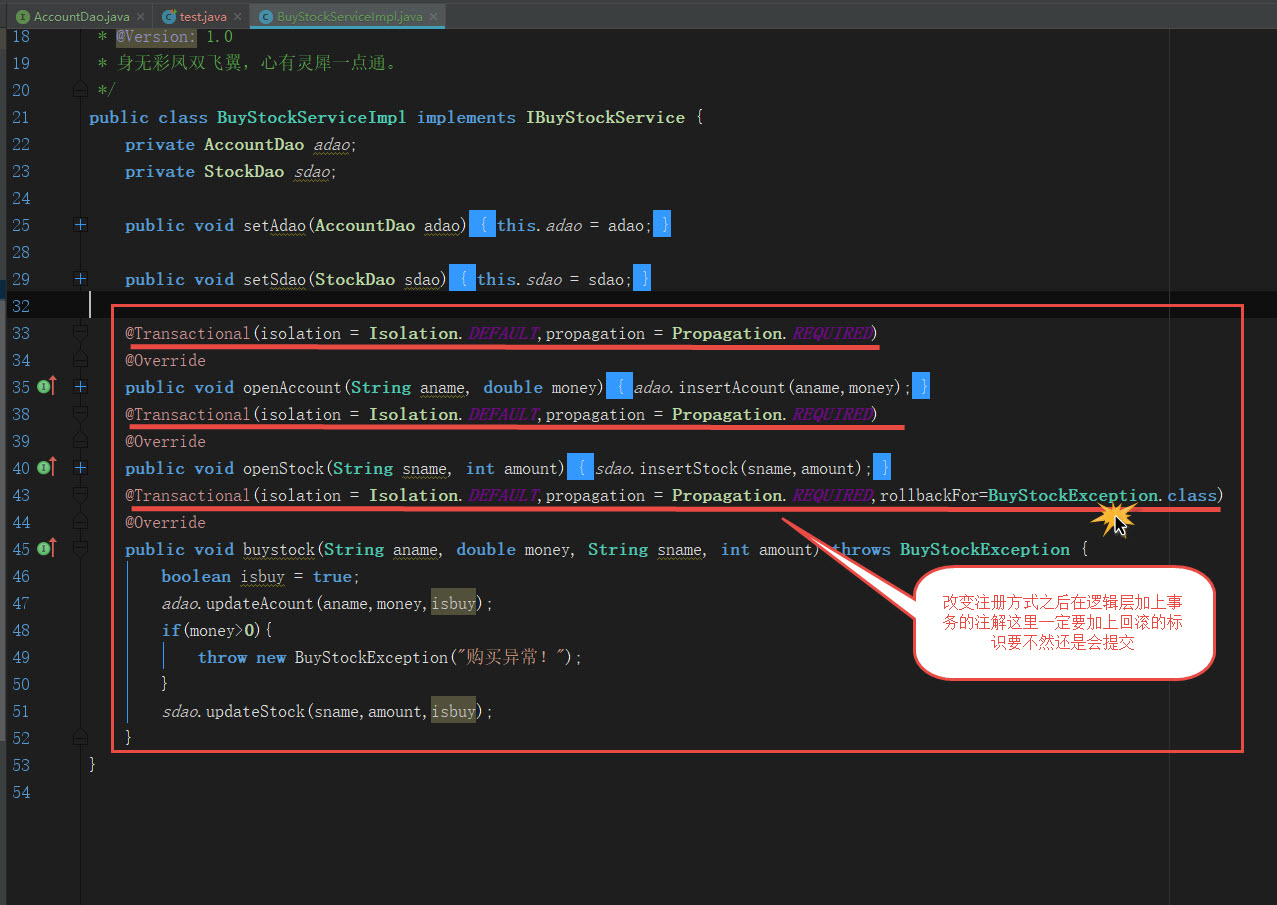 AccountDao.java
test.java
BuyStockServiceImpl.java
18 * @Version: 1.0
19 * 身无彩凤双飞翼，心有灵犀一点通。
20 */
21 public class BuyStockServiceImpl implements IBuyStockService {
22 private AccountDao adao;
23 private StockDao sdao;
24
25 public void setAdao(AccountDao adao) { this.adao = adao; }
28
29 public void setSdao(StockDao sdao) { this.sdao = sdao; }
32
33 @Transactional(isolation = Isolation.DEFAULT,propagation = Propagation.REQUIRED)
34 @Override
35 public void openAccount(String aname, double money) { adao.insertAcount(aname,money); }
38 @Transactional(isolation = Isolation.DEFAULT,propagation = Propagation.REQUIRED)
39 @Override
40 public void openStock(String sname, int amount) { sdao.insertStock(sname,amount); }
43 @Transactional(isolation = Isolation.DEFAULT,propagation = Propagation.REQUIRED,rollbackFor=BuyStockException.class)
44 @Override
45 public void buystock(String aname, double money, String sname, int amount) throws BuyStockException {
46 boolean isbuy = true;
47 adao.updateAcount(aname,money,isbuy);
48 if(money>0){
49 throw new BuyStockException("购买异常！");
50 }
51 sdao.updateStock(sname,amount,isbuy);
52 }
53 }
54
改变注册方式之后在逻辑层加上事
务的注解这里一定要加上回滚的标
识要不然还是会提交